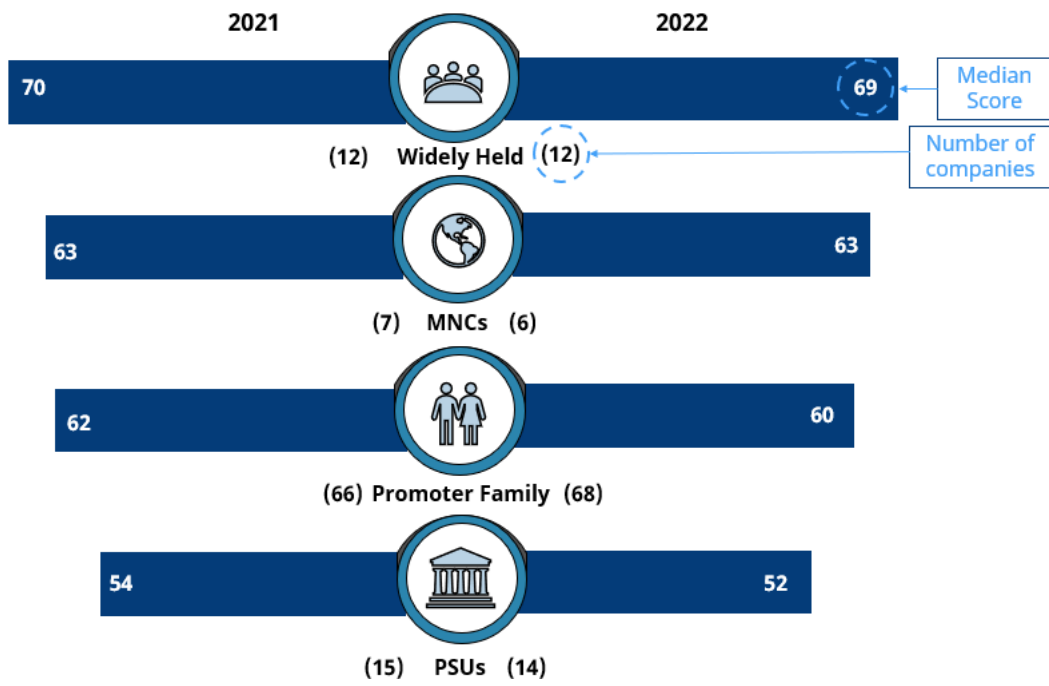 2021 2022
70 69 Median
Score
(12) Widely Held (12) Number of
companies
63 63
(7) MNCs (6)
62 60
(66) Promoter Family (68)
54 52
(15) PSUs (14)